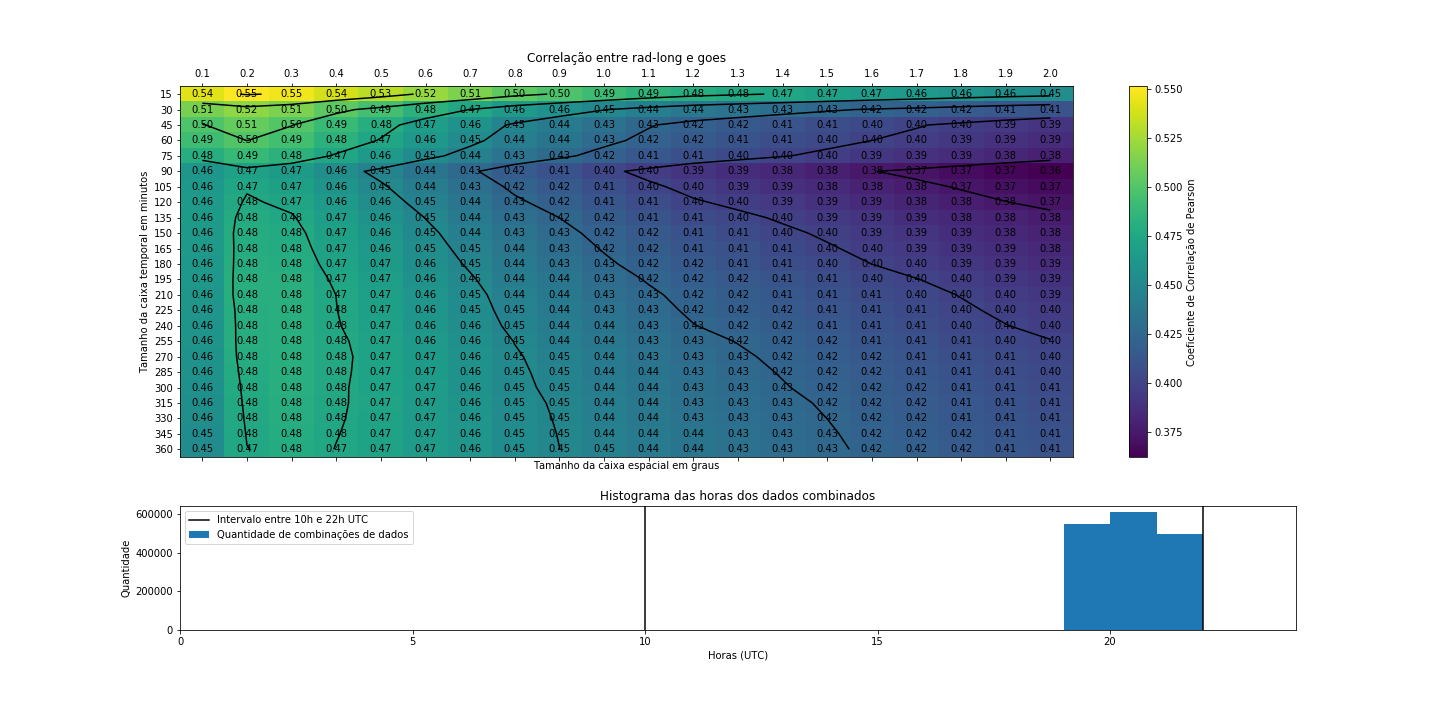 Correlação entre rad-long e goes
0.1 0.2 0.3 0.4 0.5 0.6 0.7 0.8 0.9 1.0 1.1 1.2 1.3 1.4 1.5 1.6 1.7 1.8 1.9 2.0
15 0.54 0.55 0.55 0.54 0.53 0.52 0.51 0.50 0.50 0.49 0.49 0.48 0.48 0.47 0.47 0.47 0.46 0.46 0.46 0.45
30 0.51 0.52 0.51 0.50 0.49 0.48 0.47 0.46 0.46 0.45 0.44 0.44 0.43 0.43 0.43 0.42 0.42 0.42 0.41 0.41
45 0.50 0.51 0.50 0.49 0.48 0.47 0.46 0.45 0.44 0.43 0.43 0.42 0.42 0.41 0.41 0.40 0.40 0.40 0.39 0.39
60 0.49 0.50 0.49 0.48 0.47 0.46 0.45 0.44 0.44 0.43 0.42 0.42 0.41 0.41 0.40 0.40 0.40 0.39 0.39 0.39
75 0.48 0.49 0.48 0.47 0.46 0.45 0.44 0.43 0.43 0.42 0.41 0.41 0.40 0.40 0.40 0.39 0.39 0.39 0.38 0.38
90 0.46 0.47 0.47 0.46 0.45 0.44 0.43 0.42 0.41 0.40 0.40 0.39 0.39 0.38 0.38 0.38 0.37 0.37 0.37 0.36
105 0.46 0.47 0.47 0.46 0.45 0.44 0.43 0.42 0.42 0.41 0.40 0.40 0.39 0.39 0.38 0.38 0.38 0.37 0.37 0.37
120 0.46 0.48 0.47 0.46 0.46 0.45 0.44 0.43 0.42 0.41 0.41 0.40 0.40 0.39 0.39 0.39 0.38 0.38 0.38 0.37
135 0.46 0.48 0.48 0.47 0.46 0.45 0.44 0.43 0.42 0.42 0.41 0.41 0.40 0.40 0.39 0.39 0.39 0.38 0.38 0.38
150 0.46 0.48 0.48 0.47 0.46 0.45 0.44 0.43 0.43 0.42 0.42 0.41 0.41 0.40 0.40 0.39 0.39 0.39 0.38 0.38
165 0.46 0.48 0.48 0.47 0.46 0.45 0.45 0.44 0.43 0.42 0.42 0.41 0.41 0.40 0.40 0.40 0.39 0.39 0.39 0.38
180 0.46 0.48 0.48 0.47 0.47 0.46 0.45 0.44 0.43 0.43 0.42 0.42 0.41 0.41 0.40 0.40 0.40 0.39 0.39 0.39
195 0.46 0.48 0.48 0.47 0.47 0.46 0.45 0.44 0.44 0.43 0.42 0.42 0.41 0.41 0.41 0.40 0.40 0.40 0.39 0.39
210 0.46 0.48 0.48 0.47 0.47 0.46 0.45 0.44 0.44 0.43 0.43 0.42 0.42 0.41 0.41 0.41 0.40 0.40 0.40 0.39
225 0.46 0.48 0.48 0.48 0.47 0.46 0.45 0.45 0.44 0.43 0.43 0.42 0.42 0.41 0.41 0.41 0.41 0.40 0.40 0.40
240 0.46 0.48 0.48 0.48 0.47 0.46 0.46 0.45 0.44 0.44 0.43 0.43 0.42 0.42 0.41 0.41 0.41 0.40 0.40 0.40
255 0.46 0.48 0.48 0.48 0.47 0.46 0.46 0.45 0.44 0.44 0.43 0.43 0.42 0.42 0.42 0.41 0.41 0.41 0.40 0.40
270 0.46 0.48 0.48 0.48 0.47 0.47 0.46 0.45 0.45 0.44 0.43 0.43 0.43 0.42 0.42 0.42 0.41 0.41 0.41 0.40
285 0.46 0.48 0.48 0.48 0.47 0.47 0.46 0.45 0.45 0.44 0.44 0.43 0.43 0.42 0.42 0.42 0.41 0.41 0.41 0.40
300 0.46 0.48 0.48 0.48 0.47 0.47 0.46 0.45 0.45 0.44 0.44 0.43 0.43 0.43 0.42 0.42 0.42 0.41 0.41 0.41
315 0.46 0.48 0.48 0.48 0.47 0.47 0.46 0.45 0.45 0.44 0.44 0.43 0.43 0.43 0.42 0.42 0.42 0.41 0.41 0.41
330 0.46 0.48 0.48 0.48 0.47 0.47 0.46 0.45 0.45 0.44 0.44 0.43 0.43 0.43 0.42 0.42 0.42 0.41 0.41 0.41
345 0.45 0.48 0.48 0.48 0.47 0.47 0.46 0.45 0.45 0.44 0.44 0.44 0.43 0.43 0.43 0.42 0.42 0.42 0.41 0.41
360 0.45 0.47 0.48 0.48 0.47 0.47 0.46 0.45 0.45 0.44 0.44 0.44 0.43 0.43 0.43 0.42 0.42 0.42 0.41 0.41
Tamanho da caixa temporal em minutos
Tamanho da caixa espacial em graus
0.550
0.525
0.500
0.475
0.450
0.425
0.400
0.375
Coeficiente de Correlação de Pearson
Histograma das horas dos dados combinados
Intervalo entre 10h e 22h UTC
Quantidade de combinações de dados
600000
400000
200000
0
Quantidade
0 5 10 15 20
Horas (UTC)